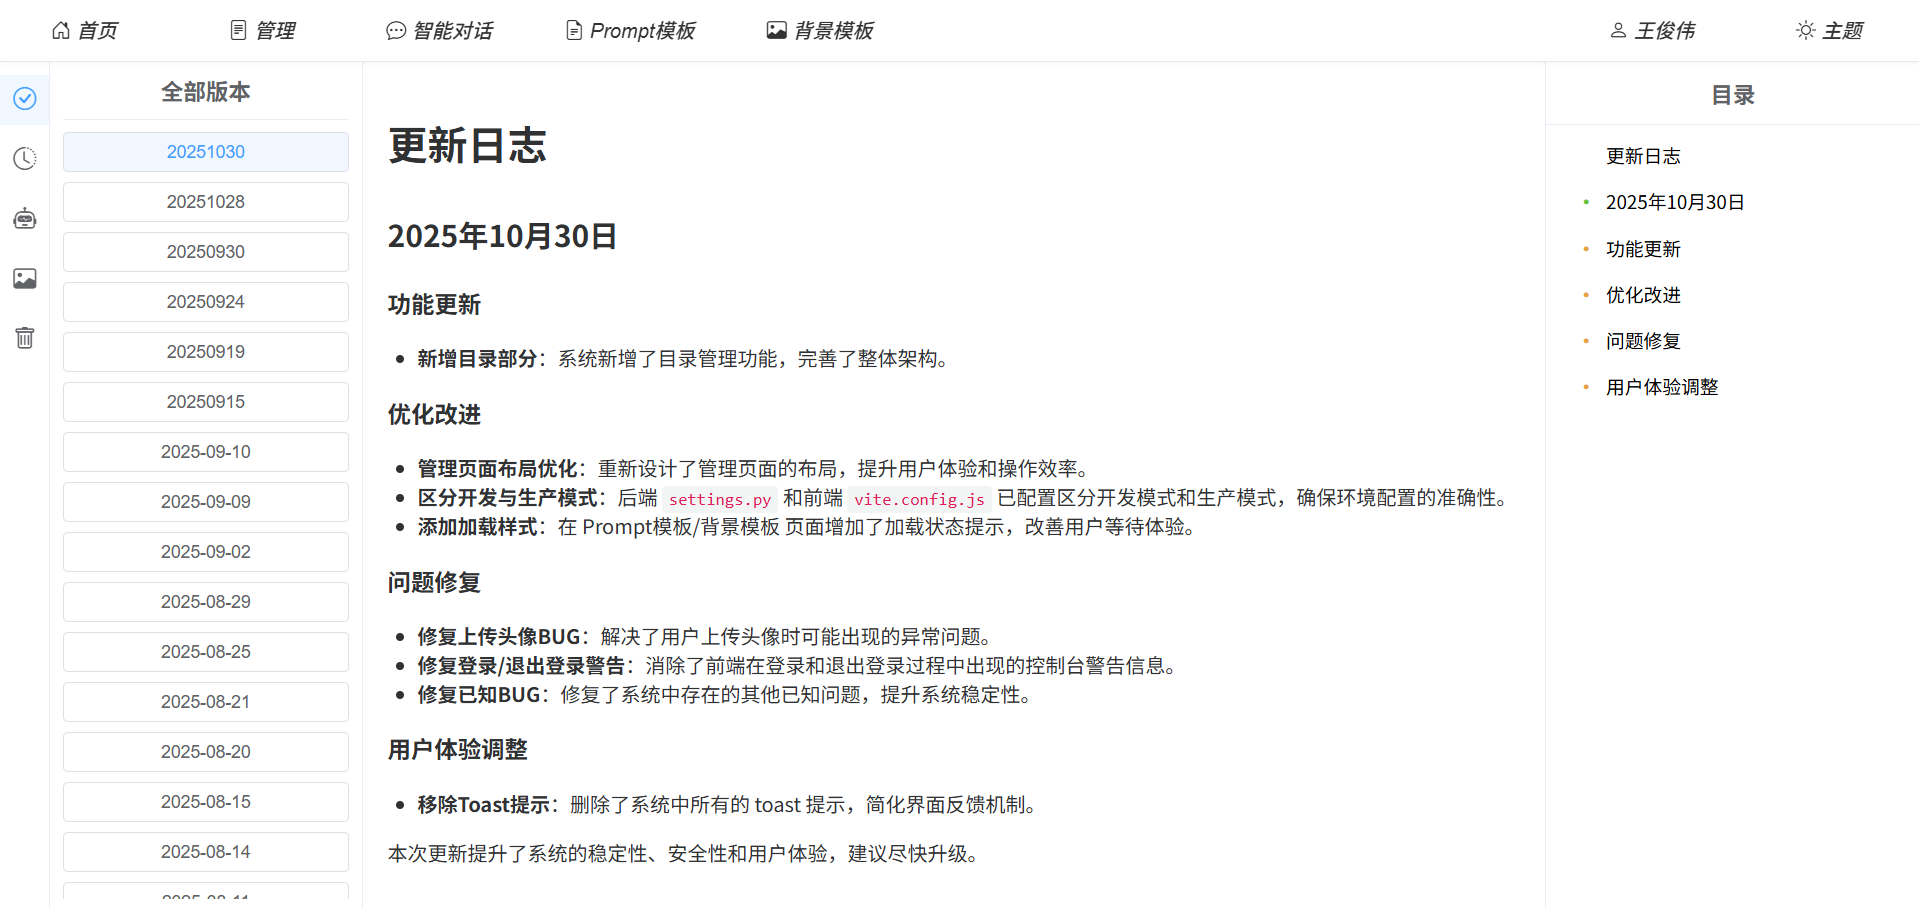 首页
管理
智能对话
Prompt模板
背景模板
王俊伟
主题
全部版本
20251030
20251028
20250930
20250924
20250919
20250915
2025-09-10
2025-09-09
2025-09-02
2025-08-29
2025-08-25
2025-08-21
2025-08-20
2025-08-15
2025-08-14
更新日志
2025年10月30日
功能更新
新增目录部分：系统新增了目录管理功能，完善了整体架构。
优化改进
管理页面布局优化：重新设计了管理页面的布局，提升用户体验和操作效率。
区分开发与生产模式：后端 settings.py 和前端 vite.config.js 已配置区分开发模式和生产模式，确保环境配置的准确性。
添加加载样式：在 Prompt模板/背景模板 页面增加了加载状态提示，改善用户等待体验。
问题修复
修复上传头像BUG：解决了用户上传头像时可能出现的异常问题。
修复登录/退出登录警告：消除了前端在登录和退出登录过程中出现的控制台警告信息。
修复已知BUG：修复了系统中存在的其他已知问题，提升系统稳定性。
用户体验调整
移除Toast提示：删除了系统中所有的 toast 提示，简化界面反馈机制。
本次更新提升了系统的稳定性、安全性和用户体验，建议尽快升级。
目录
更新日志
2025年10月30日
功能更新
优化改进
问题修复
用户体验调整